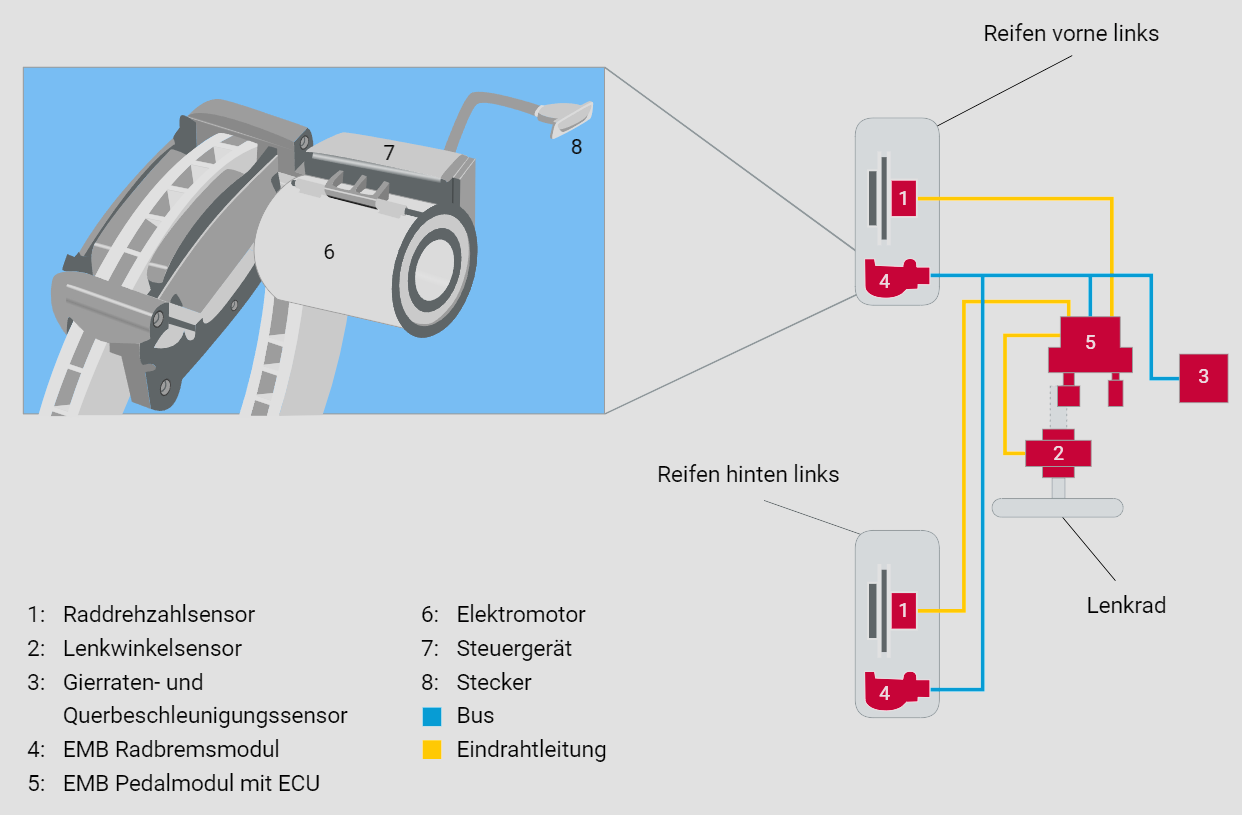 Reifen vorne links
8
7
6
1
4
5
3
2
Reifen hinten links
Lenkrad
1
4
1: Raddrehzahlsensor
2: Lenkwinkelsensor
3: Gierraten- und
Querbeschleunigungssensor
4: EMB Radbremsmodul
5: EMB Pedalmodul mit ECU
6: Elektromotor
7: Steuergerät
8: Stecker
Bus
Eindrahtleitung